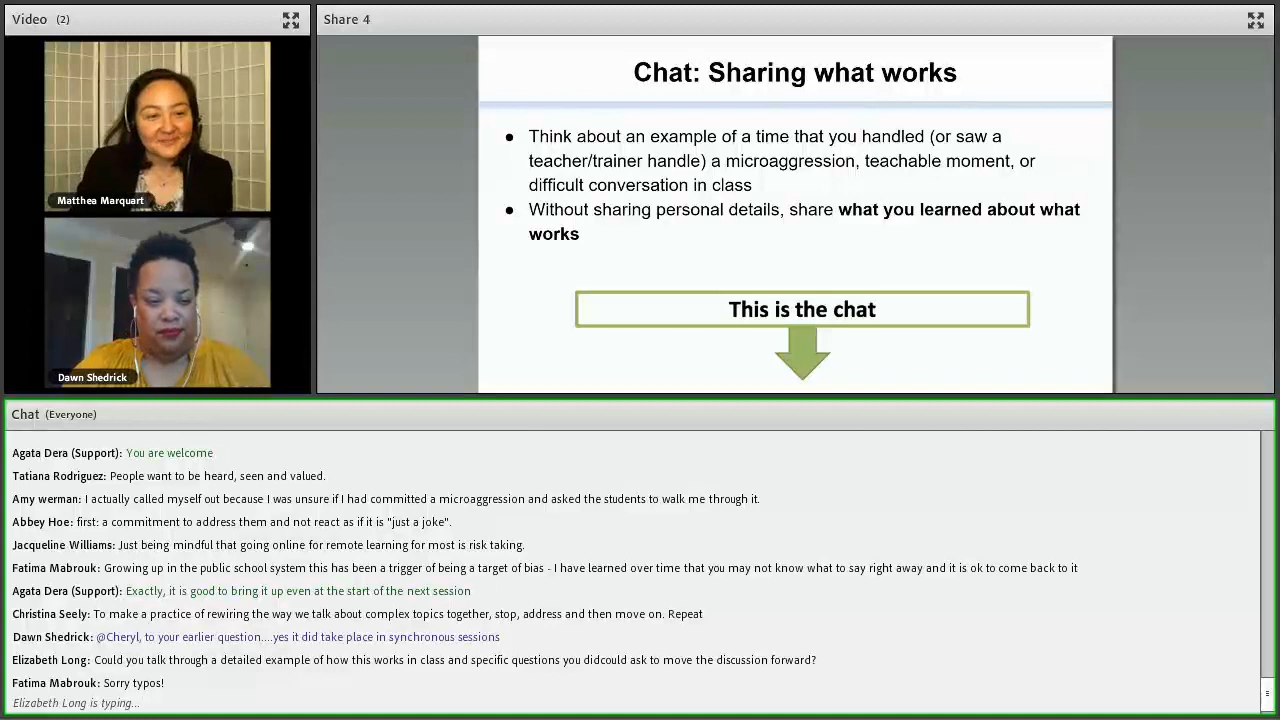 Video (2)
Matthea Marquart
Dawn Shedrick
Share 4
Chat: Sharing what works
● Think about an example of a time that you handled (or saw a
teacher/trainer handle) a microaggression, teachable moment, or
difficult conversation in class
● Without sharing personal details, share what you learned about what
works
This is the chat
Chat (Everyone)
Agata Dera (Support): You are welcome
Tatiana Rodriguez: People want to be heard, seen and valued.
Amy werman: I actually called myself out because I was unsure if I had committed a microaggression and asked the students to walk me through it.
Abbey Hoe: first: a commitment to address them and not react as if it is "just a joke".
Jacqueline Williams: Just being mindful that going online for remote learning for most is risk taking.
Fatima Mabrouk: Growing up in the public school system this has been a trigger of being a target of bias - I have learned over time that you may not know what to say right away and it is ok to come back to it
Agata Dera (Support): Exactly, it is good to bring it up even at the start of the next session
Christina Seely: To make a practice of rewiring the way we talk about complex topics together, stop, address and then move on. Repeat
Dawn Shedrick: @Cheryl, to your earlier question....yes it did take place in synchronous sessions
Elizabeth Long: Could you talk through a detailed example of how this works in class and specific questions you didcould ask to move the discussion forward?
Fatima Mabrouk: Sorry typos!
Elizabeth Long is typing...